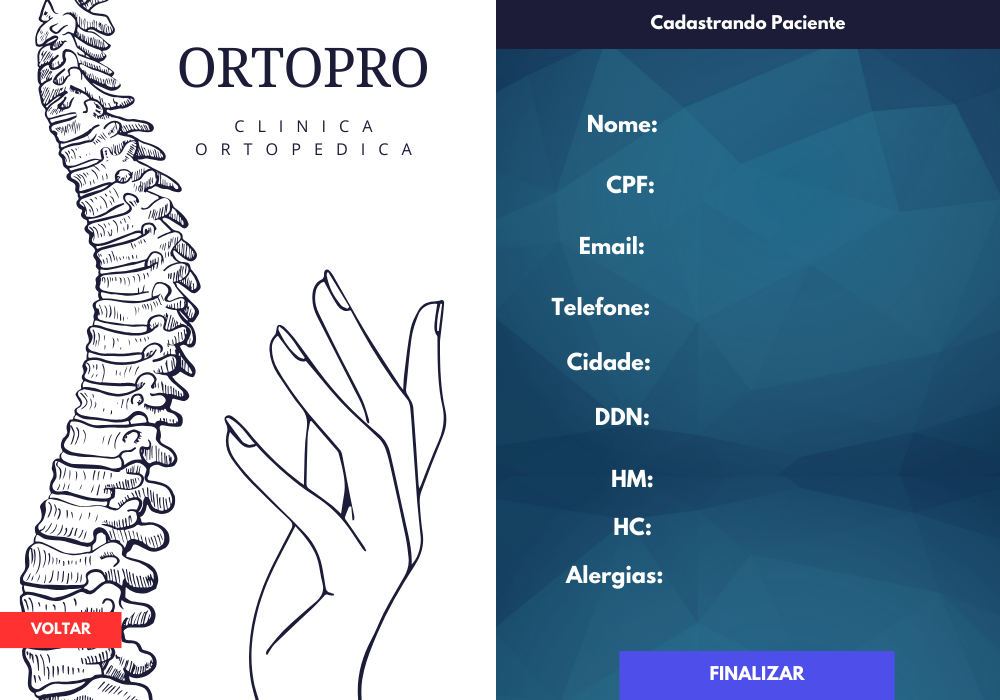 ORTOPRO
CLINICA
ORTOPEDICA
VOLTAR
Cadastrando Paciente
Nome:
CPF:
Email:
Telefone:
Cidade:
DDN:
HM:
HC:
Alergias:
FINALIZAR